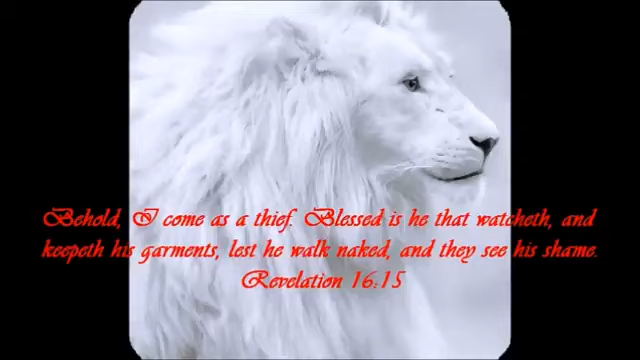 Behold, I come as a thief. Blessed is he that watcheth, and
keepeth his garments, lest he walk naked, and they see his shame.
Revelation 16:15